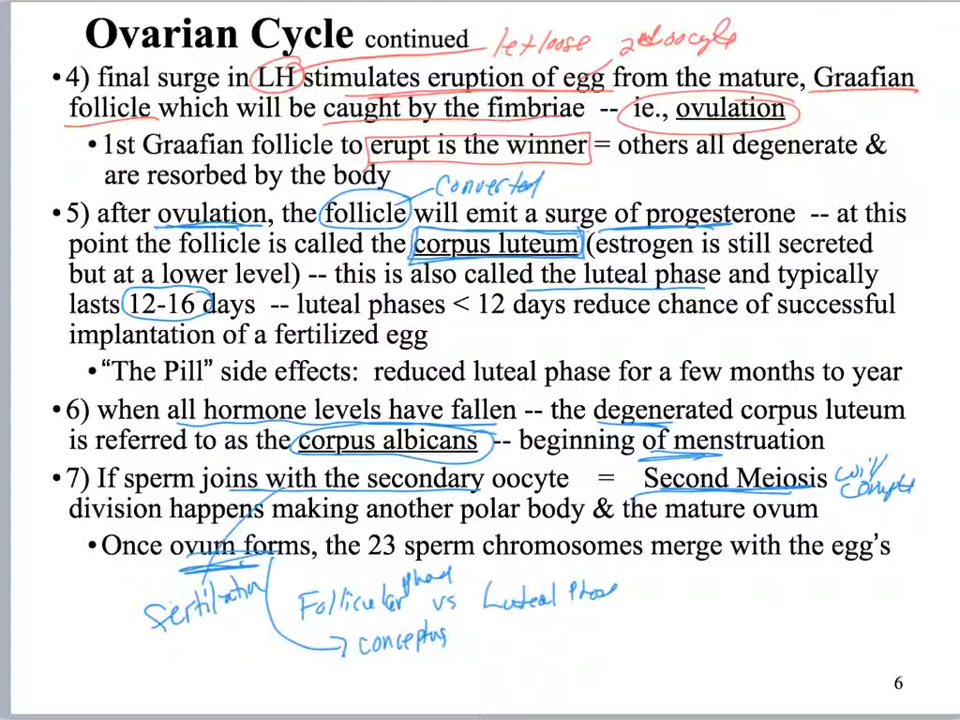 Ovarian Cycle continued let loose 2nd oocyte
•4) final surge in LH stimulates eruption of egg from the mature, Graafian
follicle which will be caught by the fimbriae -- ie., ovulation
•1st Graafian follicle to erupt is the winner = others all degenerate &
are resorbed by the body
converted
•5) after ovulation, the follicle will emit a surge of progesterone -- at this
point the follicle is called the corpus luteum (estrogen is still secreted
but at a lower level) -- this is also called the luteal phase and typically
lasts 12-16 days -- luteal phases < 12 days reduce chance of successful
implantation of a fertilized egg
•“The Pill” side effects: reduced luteal phase for a few months to year
•6) when all hormone levels have fallen -- the degenerated corpus luteum
is referred to as the corpus albicans -- beginning of menstruation
•7) If sperm joins with the secondary oocyte = Second Meiosis will
division happens making another polar body & the mature ovum
•Once ovum forms, the 23 sperm chromosomes merge with the egg’s
fertilization Follicular phase vs Luteal Phase
conceptus
6